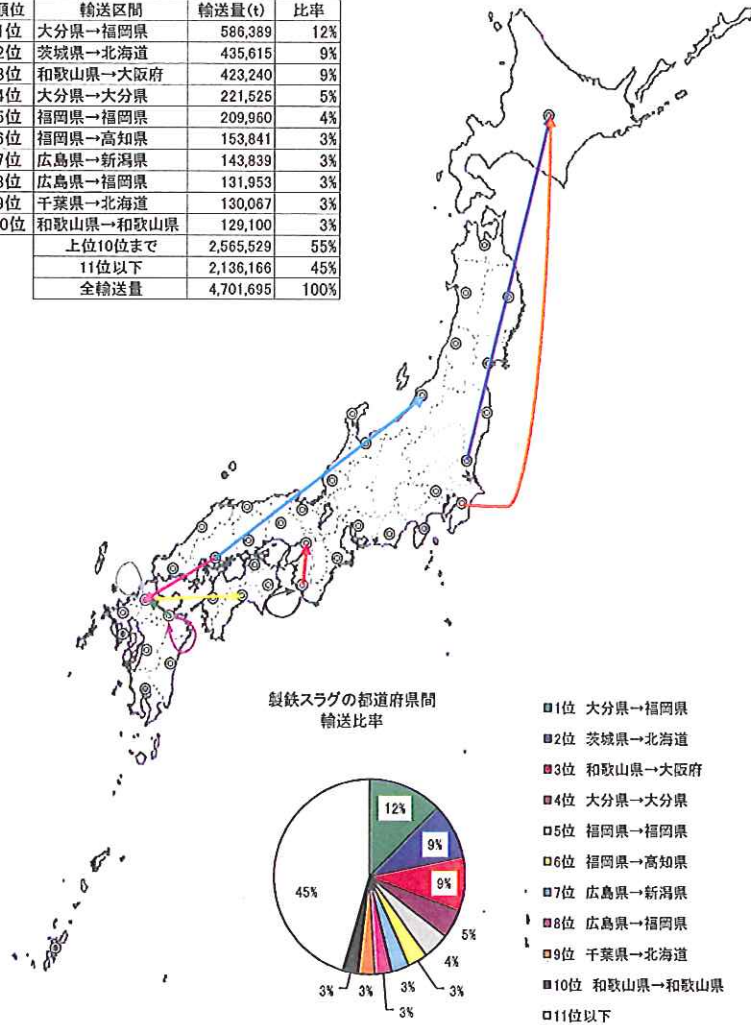 順位 輸送区間 輸送量(t) 比率
1位 大分県→福岡県 586,389 12%
2位 茨城県→北海道 435,615 9%
3位 和歌山県→大阪府 423,240 9%
4位 大分県→大分県 221,525 5%
5位 福岡県→福岡県 209,960 4%
6位 福岡県→高知県 153,841 3%
7位 広島県→新潟県 143,839 3%
8位 広島県→福岡県 131,953 3%
9位 千葉県→北海道 130,067 3%
0位 和歌山県→和歌山県 129,100 3%
上位10位まで 2,565,529 55%
11位以下 2,136,166 45%
全輸送量 4,701,695 100%
製鉄スラグの都道府県間
輸送比率
12%
9%
9%
5%
4%
3%
3%
3%
3%
3%
45%
1位 大分県→福岡県
2位 茨城県→北海道
3位 和歌山県→大阪府
4位 大分県→大分県
5位 福岡県→福岡県
6位 福岡県→高知県
7位 広島県→新潟県
8位 広島県→福岡県
9位 千葉県→北海道
10位 和歌山県→和歌山県
11位以下